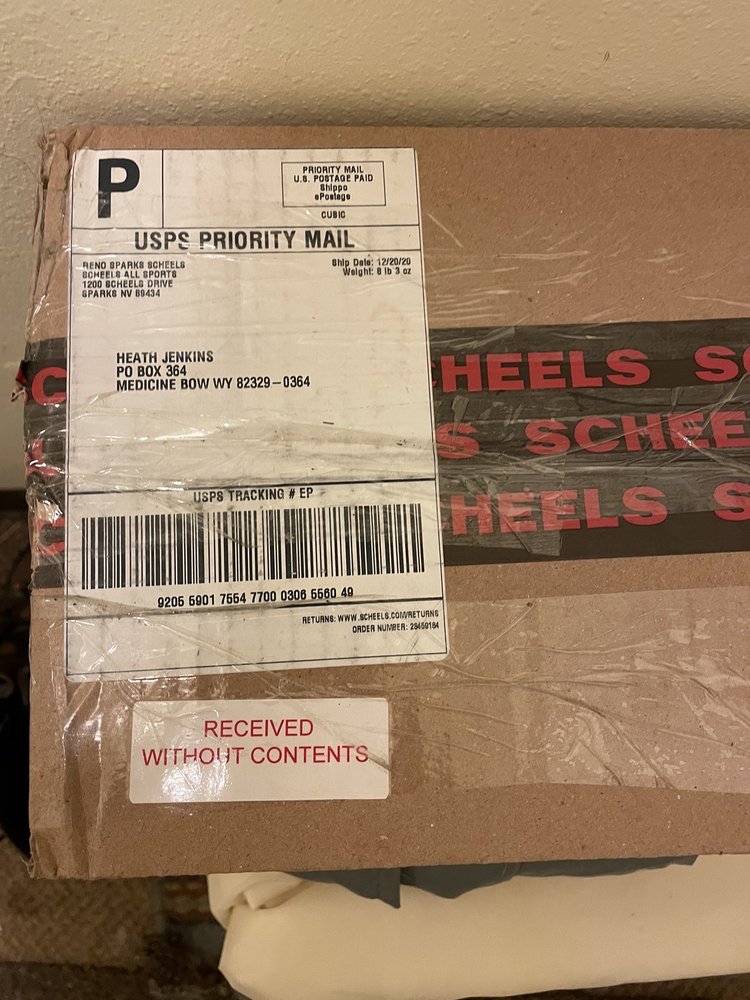 P
PRIORITY MAIL
U.S. POSTAGE PAID
Shippo
ePostage
CUBIC
USPS PRIORITY MAIL
RENO SPARKS SCHEELS
SCHEELS ALL SPORTS
1200 SCHEELS DRIVE
SPARKS NV 89434
Ship Date: 12/20/20
Weight: 8 lb 3 oz
HEATH JENKINS
PO BOX 364
MEDICINE BOW WY 82329-0364
SC HEELS SC
S SCHEE
HEELS S
USPS TRACKING # EP
9205 5901 7554 7700 0306 5560 49
RETURNS: WWW.SCHEELS.COM/RETURNS
ORDER NUMBER: 28459184
RECEIVED
WITHOUT CONTENTS